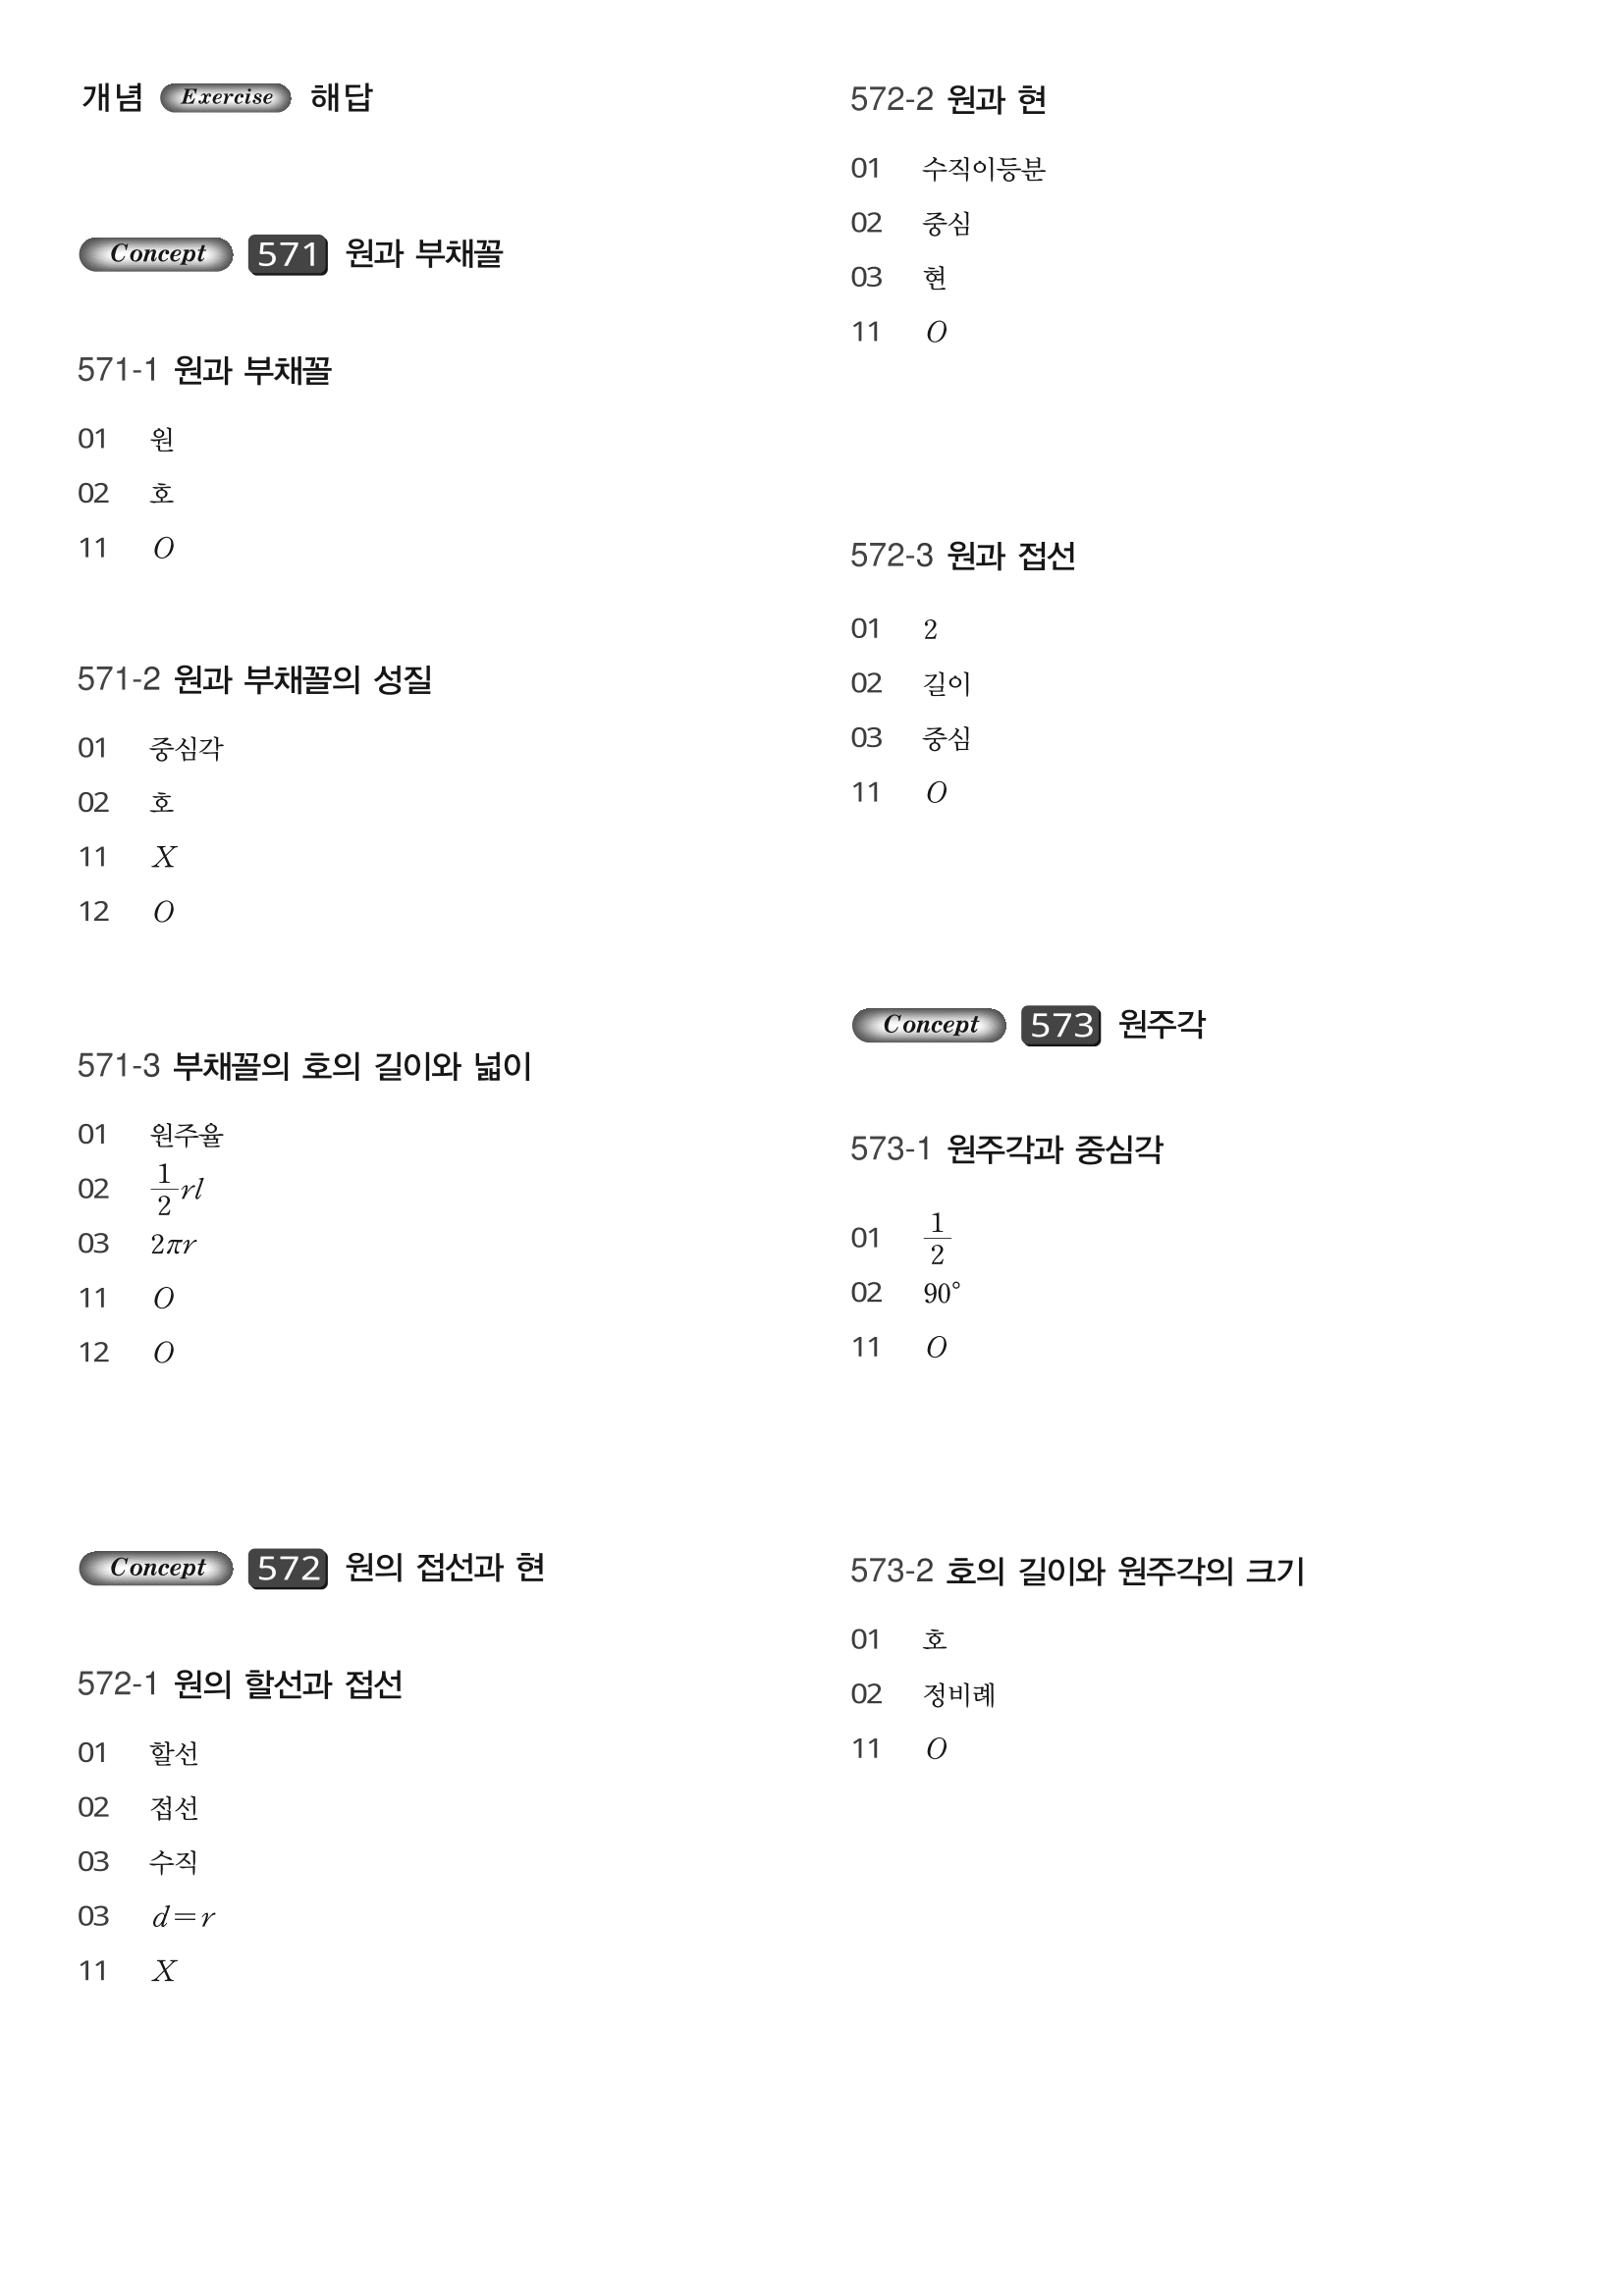 개념 Exercise 해답
Concept 571 원과 부채꼴
571-1 원과 부채꼴
01 원
02 호
11 O
571-2 원과 부채꼴의 성질
01 중심각
02 호
11 X
12 O
571-3 부채꼴의 호의 길이와 넓이
01 원주율
02 \frac{1}{2}rl
03 2πr
11 O
12 O
Concept 572 원의 접선과 현
572-1 원의 할선과 접선
01 할선
02 접선
03 수직
03 d=r
11 X
572-2 원과 현
01 수직이등분
02 중심
03 현
11 O
572-3 원과 접선
01 2
02 길이
03 중심
11 O
Concept 573 원주각
573-1 원주각과 중심각
01 \frac{1}{2}
02 90°
11 O
573-2 호의 길이와 원주각의 크기
01 호
02 정비례
11 O